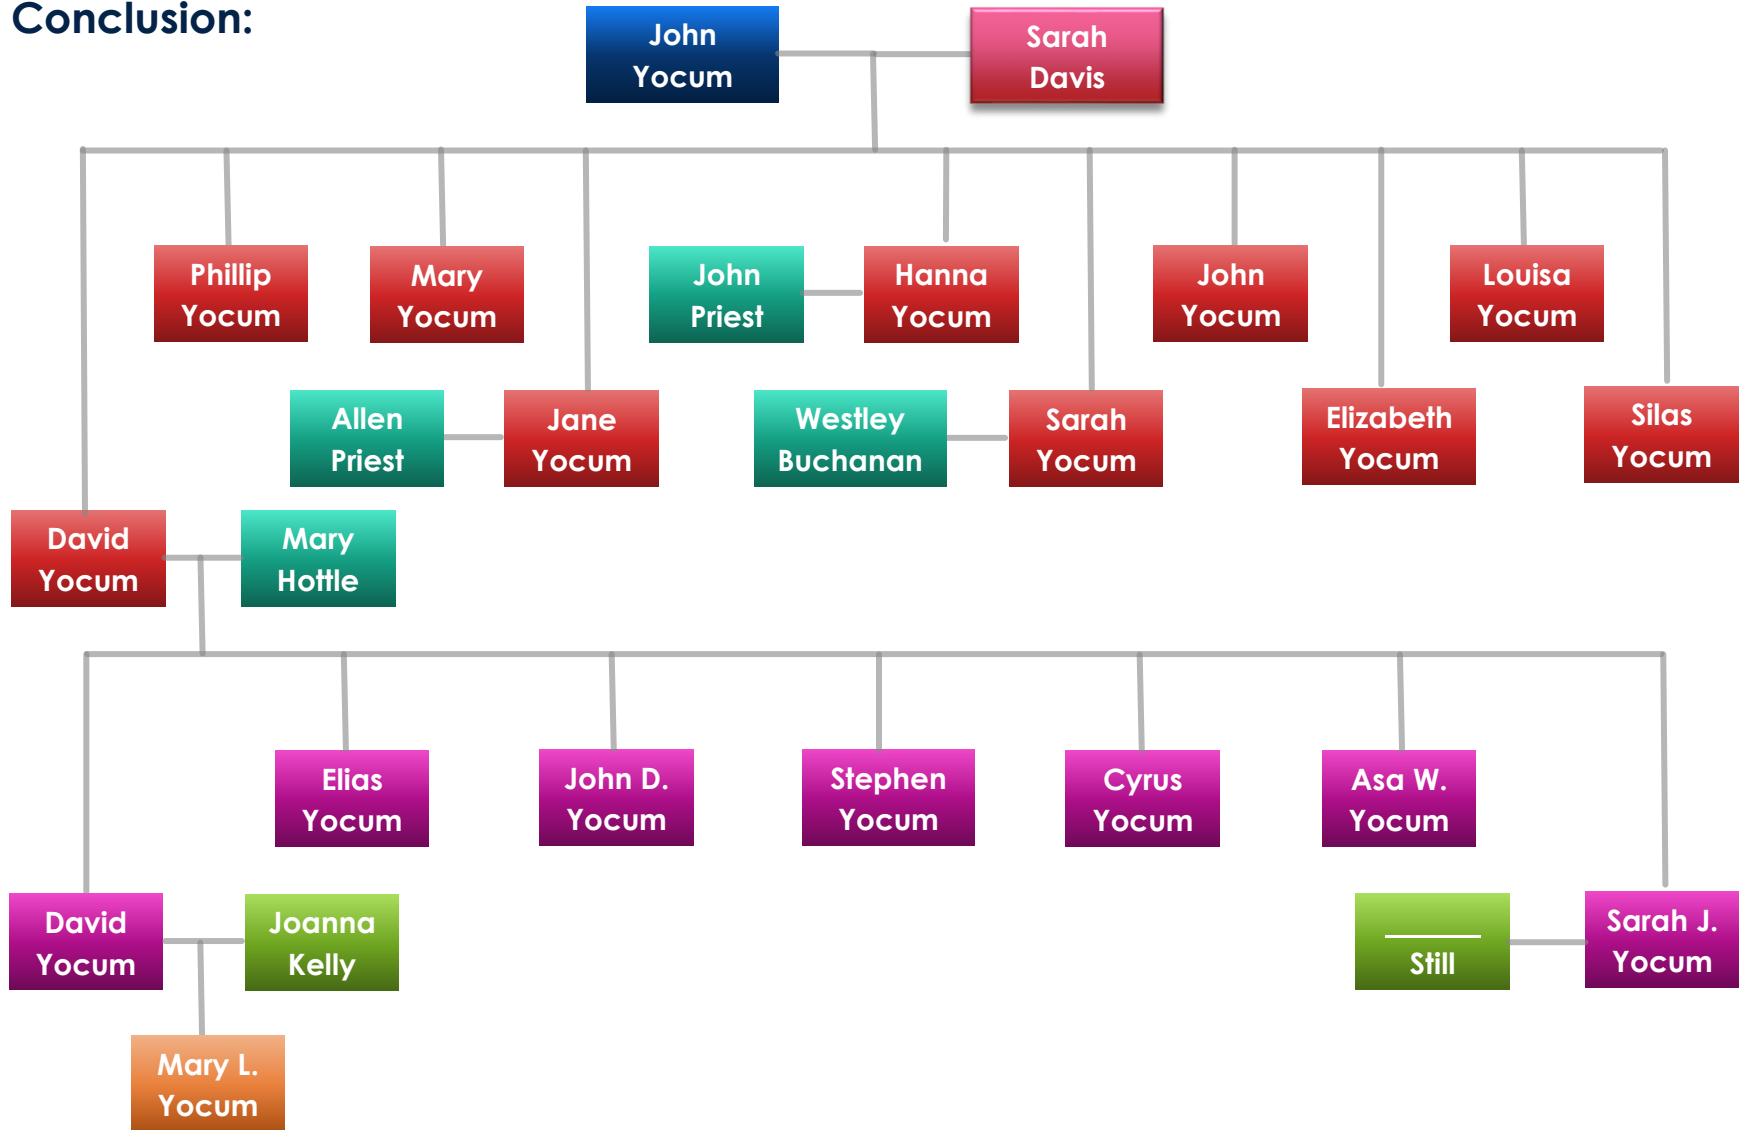 Conclusion:
John
Yocum
Sarah
Davis
Phillip
Yocum
Mary
Yocum
John
Priest
Hanna
Yocum
John
Yocum
Louisa
Yocum
Allen
Priest
Jane
Yocum
Westley
Buchanan
Sarah
Yocum
Elizabeth
Yocum
Silas
Yocum
David
Yocum
Mary
Hottle
Elias
Yocum
John D.
Yocum
Stephen
Yocum
Cyrus
Yocum
Asa W.
Yocum
David
Yocum
Joanna
Kelly
______
Still
Sarah J.
Yocum
Mary L.
Yocum